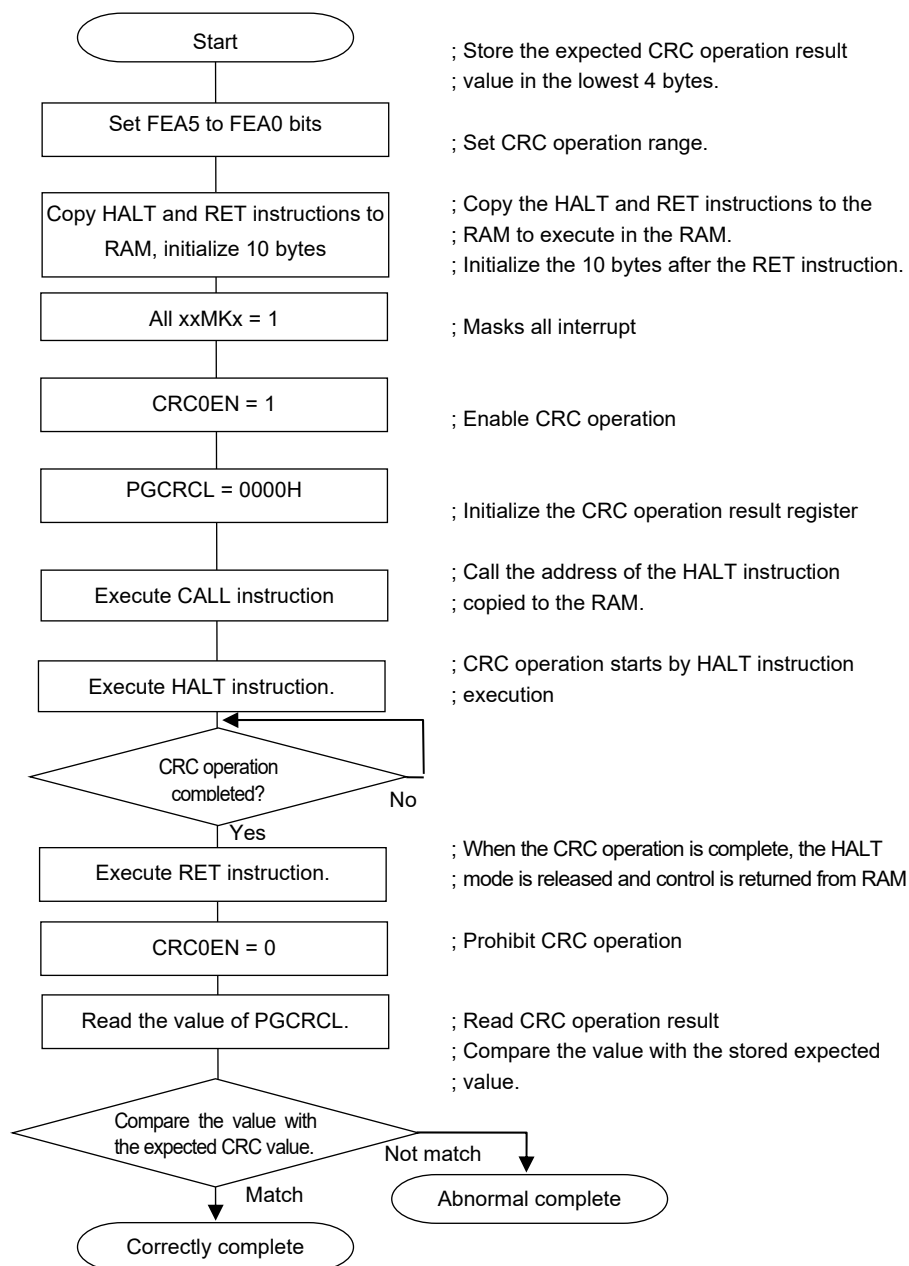 Start
; Store the expected CRC operation result
; value in the lowest 4 bytes.
Set FEA5 to FEA0 bits
; Set CRC operation range.
Copy HALT and RET instructions to
RAM, initialize 10 bytes
; Copy the HALT and RET instructions to the
; RAM to execute in the RAM.
; Initialize the 10 bytes after the RET instruction.
All xxMKx = 1
; Masks all interrupt
CRC0EN = 1
; Enable CRC operation
PGCRCL = 0000H
; Initialize the CRC operation result register
Execute CALL instruction
; Call the address of the HALT instruction
; copied to the RAM.
Execute HALT instruction.
; CRC operation starts by HALT instruction
; execution
CRC operation
completed?
No
Yes
Execute RET instruction.
; When the CRC operation is complete, the HALT
; mode is released and control is returned from RAM
CRC0EN = 0
; Prohibit CRC operation
Read the value of PGCRCL.
; Read CRC operation result
; Compare the value with the stored expected
; value.
Compare the value with
the expected CRC value.
Not match
Match
Abnormal complete
Correctly complete